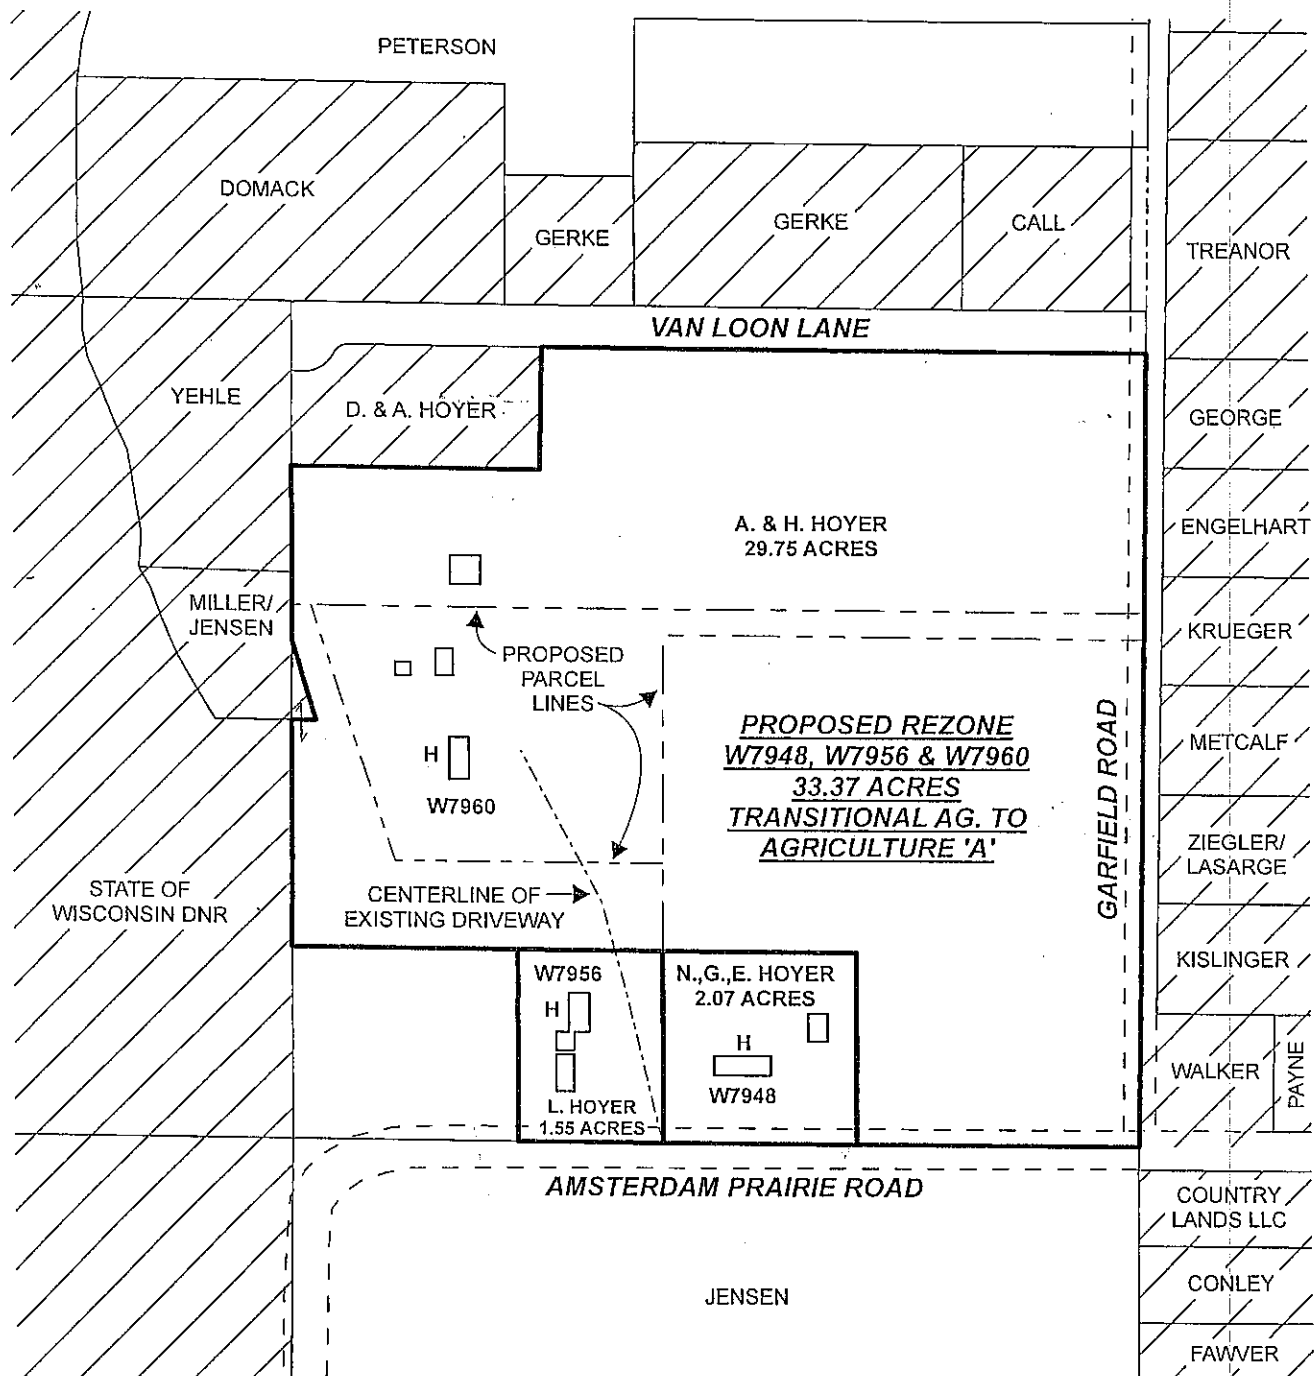 PETERSON
DOMACK
GERKE
GERKE
CALL
TREANOR
VAN LOON LANE
YEHLE
D. & A. HOYER
GEORGE
A. & H. HOYER
29.75 ACRES
ENGELHART
MILLER/
JENSEN
KRUEGER
PROPOSED
PARCEL
LINES
PROPOSED REZONE
W7948, W7956 & W7960
33.37 ACRES
TRANSITIONAL AG. TO
AGRICULTURE 'A'
GARFIELD ROAD
METCALF
H
W7960
ZIEGLER/
LASARGE
STATE OF
WISCONSIN DNR
CENTERLINE OF
EXISTING DRIVEWAY
KISLINGER
W7956
H
L. HOYER
1.55 ACRES
N.,G.,E. HOYER
2.07 ACRES
H
W7948
WALKER
PAYNE
AMSTERDAM PRAIRIE ROAD
COUNTRY
LANDS LLC
JENSEN
CONLEY
FAWVER